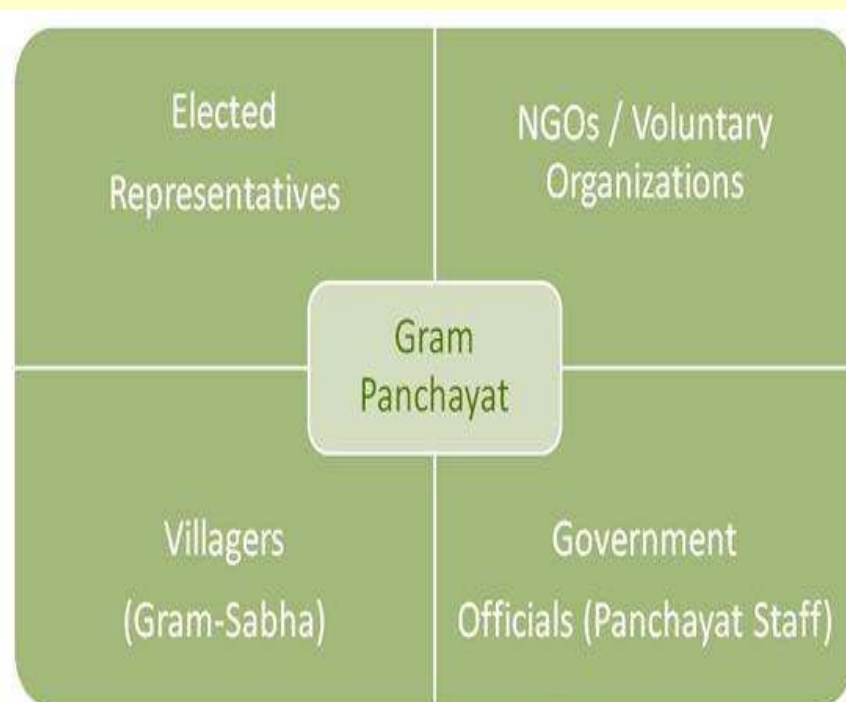 Elected
Representatives
NGOs / Voluntary
Organizations
Gram
Panchayat
Villagers
(Gram-Sabha)
Government
Officials (Panchayat Staff)